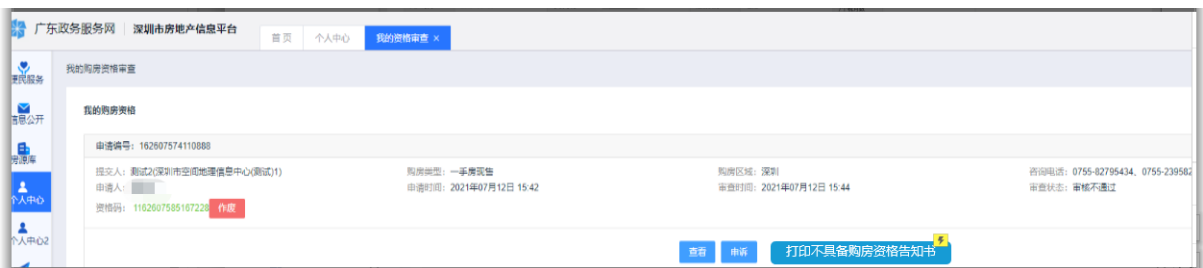 广东政务服务网 深圳市房地产信息平台 首页 个人中心 我的资格审查 ×
便民服务 我的购房资格审查
信息公开 我的购房资格
房源库 申请编号：162607574110888
提交人：测试2(深圳市空间地理信息中心(测试)1) 购房类型：一手房现售 购房区域：深圳 咨询电话：0755-82795434、0755-239582
个人中心 申请人： 申请时间：2021年07月12日 15:42 审查时间：2021年07月12日 15:44 审查状态：审核不通过
资格码：1162607585167228 作废
个人中心2
查看 申诉 打印不具备购房资格告知书